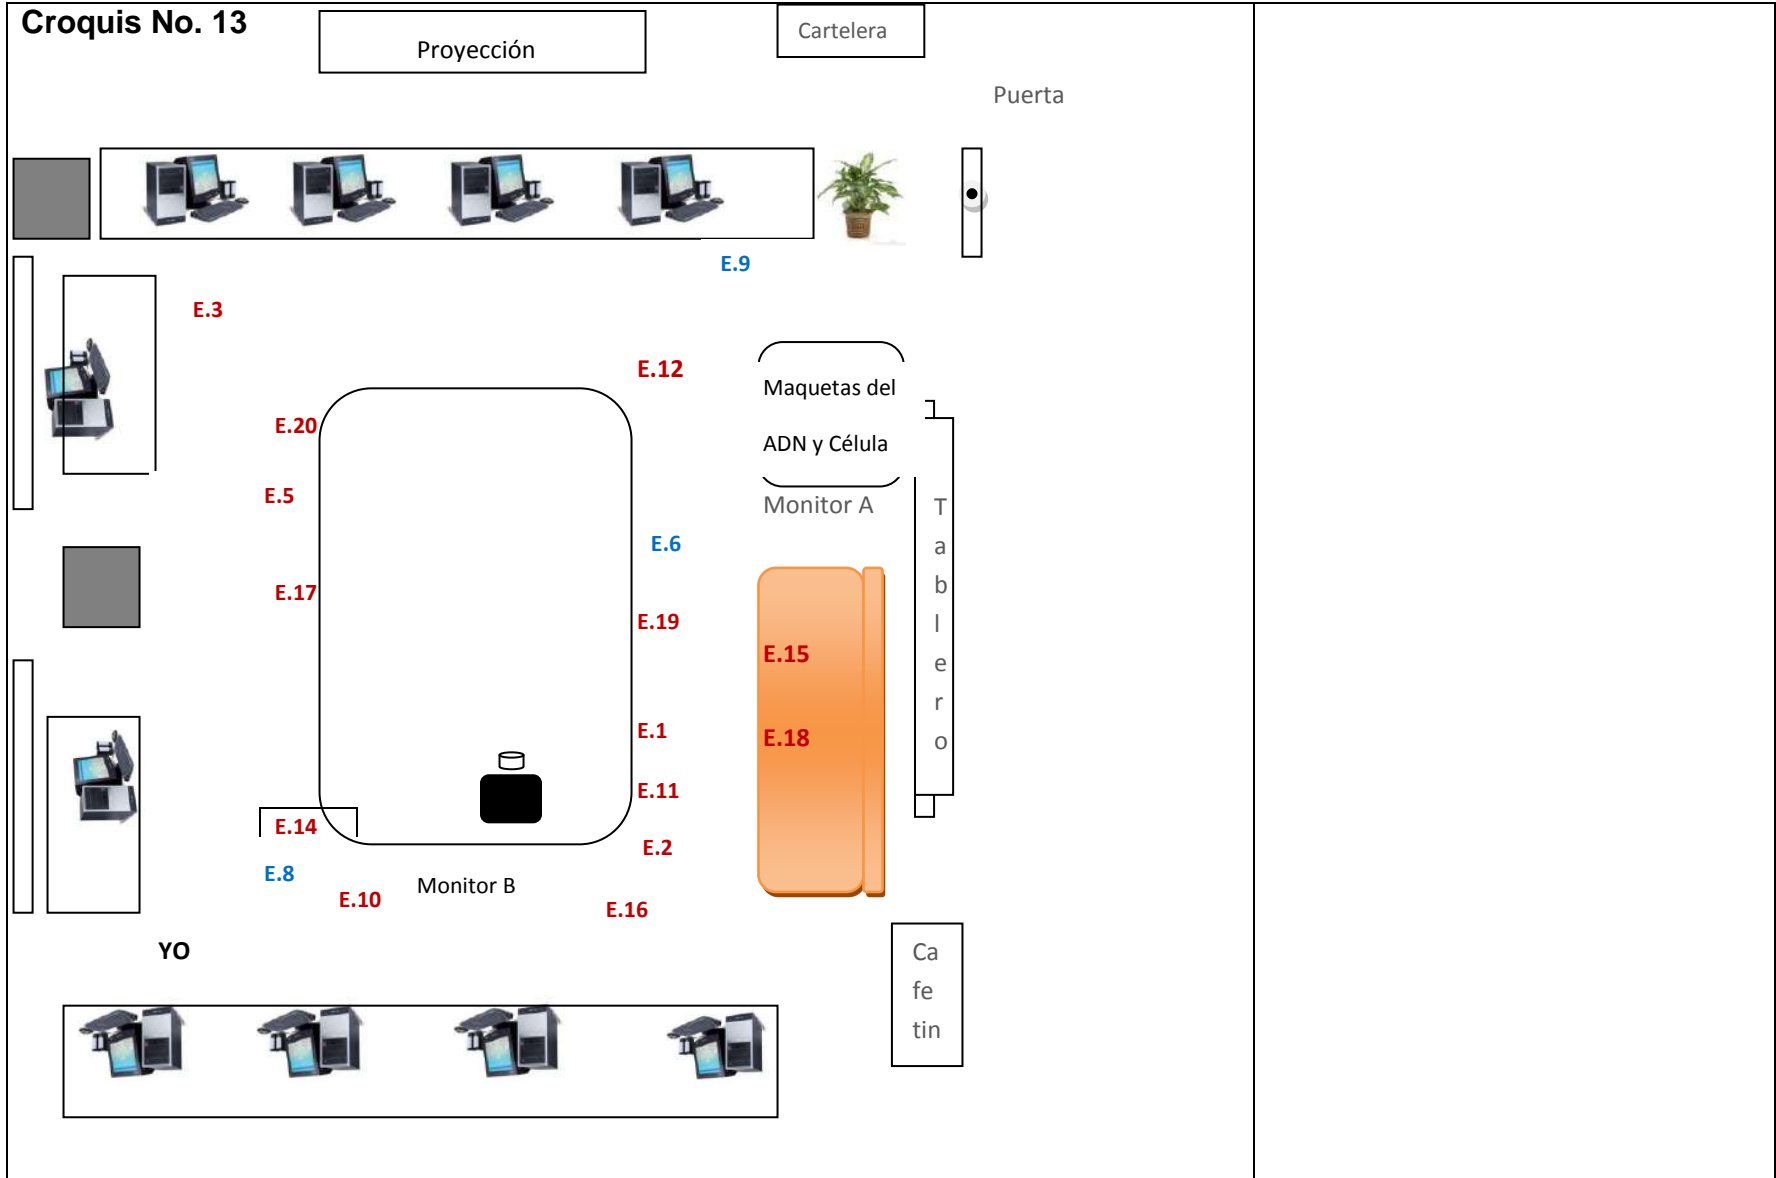 Croquis No. 13
Proyección
Cartelera
Puerta
E.9
E.3
E.12
Maquetas del
ADN y Célula
E.20
E.5
Monitor A
E.6
E.17
E.19
E.15
E.1
E.18
E.11
E.14
E.2
E.8
Monitor B
E.10
E.16
T
a
b
l
e
r
o
YO
Ca
fe
tin